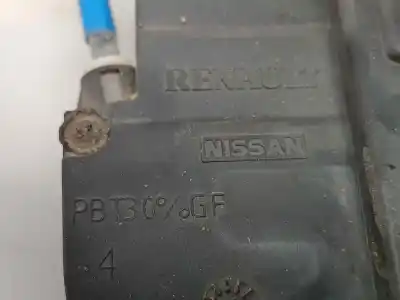 RENAULT
NISSAN
PBT30%GF
4